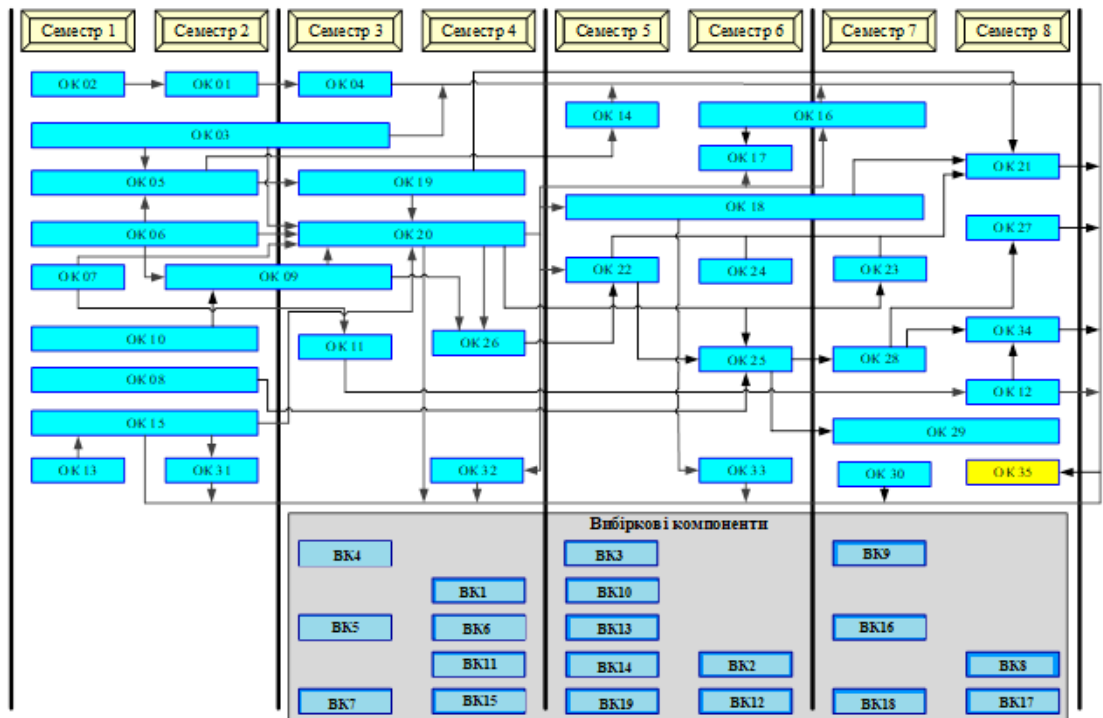 Семестр 1 Семестр 2 Семестр 3 Семестр 4 Семестр 5 Семестр 6 Семестр 7 Семестр 8
ОК 02 ОК 01 ОК 04
ОК 14 ОК 16
ОК 03
ОК 17 ОК 21
ОК 05 ОК 19
ОК 18
ОК 06 ОК 20 ОК 27
ОК 07 ОК 09 ОК 22 ОК 24 ОК 23
ОК 10 ОК 11 ОК 26 ОК 34
ОК 25 ОК 28
ОК 08 ОК 12
ОК 15 ОК 29
ОК 13 ОК 31 ОК 32 ОК 33 ОК 30 ОК 35
Вибіркові компоненти
ВК4 ВК3 ВК9
ВК1 ВК10
ВК5 ВК6 ВК13 ВК16
ВК11 ВК14 ВК2 ВК8
ВК7 ВК15 ВК19 ВК12 ВК18 ВК17